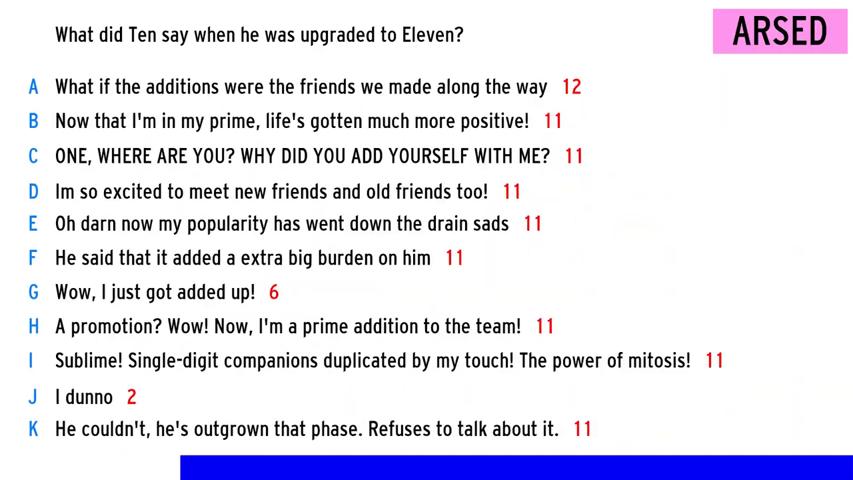 What did Ten say when he was upgraded to Eleven?
ARSED
A What if the additions were the friends we made along the way 12
B Now that I'm in my prime, life's gotten much more positive! 11
C ONE, WHERE ARE YOU? WHY DID YOU ADD YOURSELF WITH ME? 11
D Im so excited to meet new friends and old friends too! 11
E Oh darn now my popularity has went down the drain sads 11
F He said that it added a extra big burden on him 11
G Wow, I just got added up! 6
H A promotion? Wow! Now, I'm a prime addition to the team! 11
I Sublime! Single-digit companions duplicated by my touch! The power of mitosis! 11
J I dunno 2
K He couldn't, he's outgrown that phase. Refuses to talk about it. 11